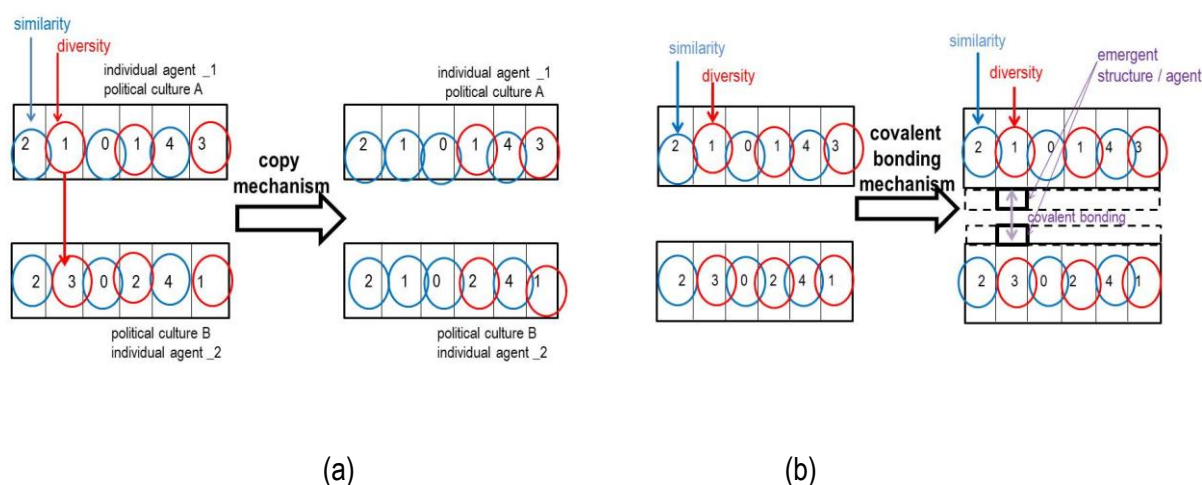 similarity
diversity
individual agent _1
political culture A
2 1 0 1 4 3
copy
mechanism
2 3 0 2 4 1
political culture B
individual agent _2
individual agent _1
political culture A
2 1 0 1 4 3
2 1 0 2 4 1
political culture B
individual agent _2
(a)
similarity
diversity
2 1 0 1 4 3
covalent
bonding
mechanism
2 3 0 2 4 1
similarity
diversity
emergent
structure / agent
2 1 0 1 4 3
covalent bonding
2 3 0 2 4 1
(b)